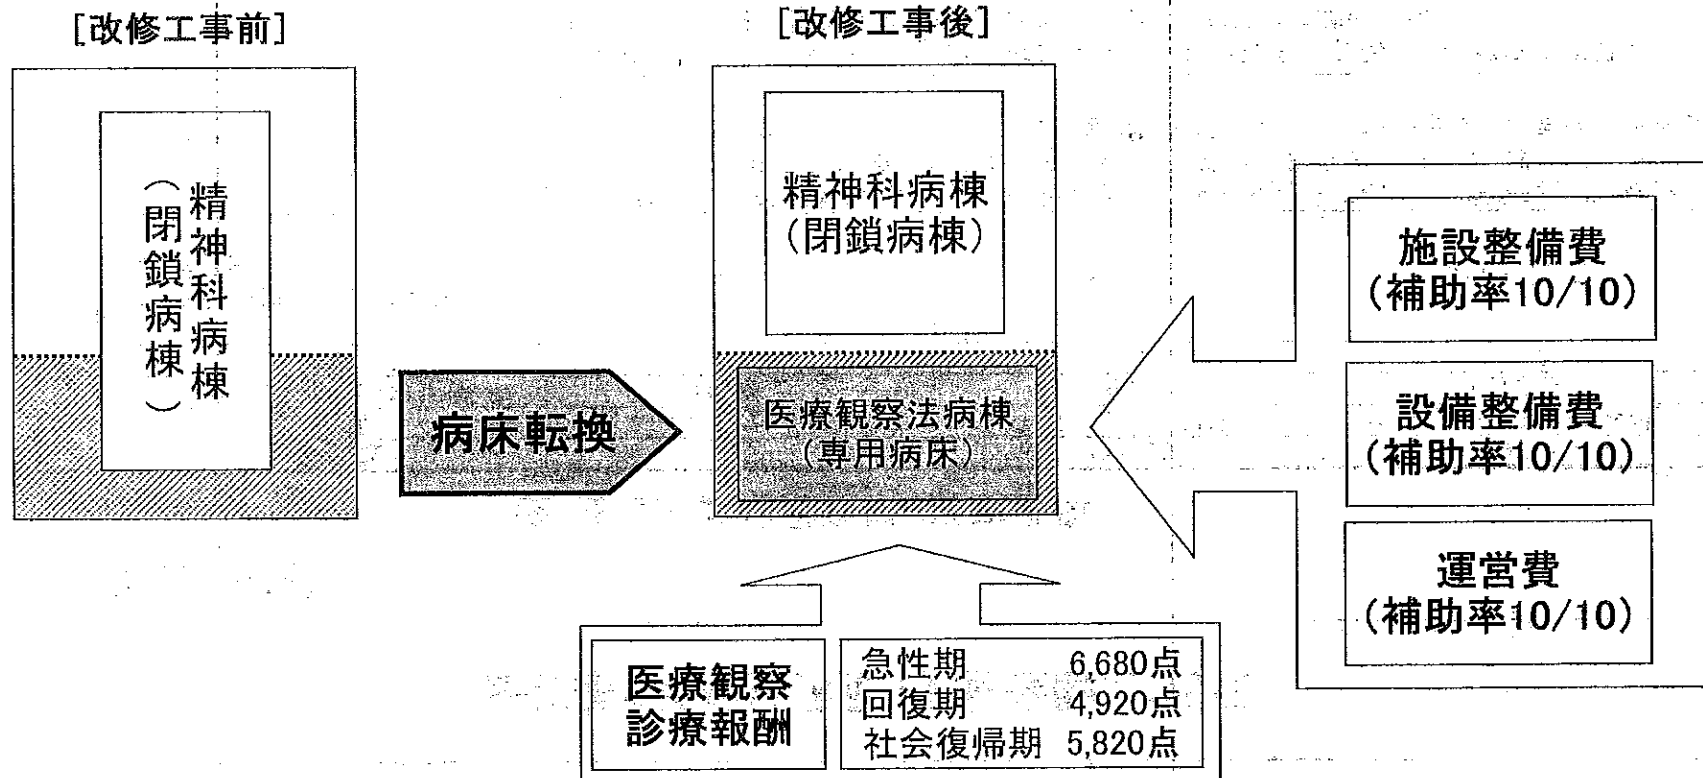 [改修工事前]
精神科病棟
(閉鎖病棟)
病床転換
[改修工事後]
精神科病棟
(閉鎖病棟)
医療観察法病棟
(専用病床)
施設整備費
(補助率10/10)
設備整備費
(補助率10/10)
運営費
(補助率10/10)
医療観察
診療報酬
急性期 6,680点
回復期 4,920点
社会復帰期 5,820点